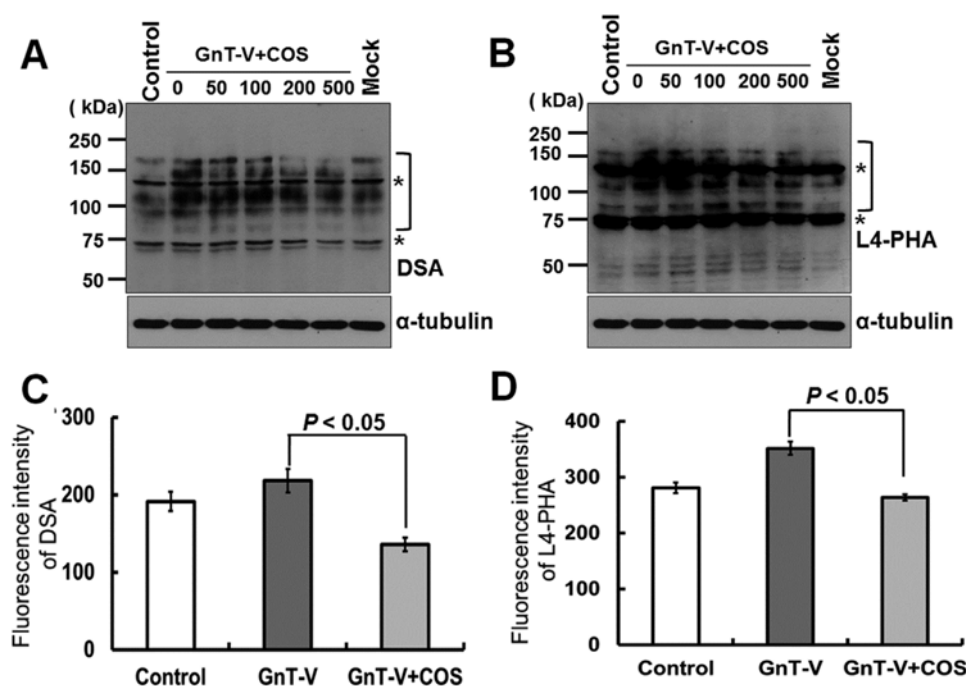 A
Control
GnT-V+COS
0 50 100 200 500
Mock
( kDa)
250
150
100
75
50
*
*
DSA
α-tubulin
B
Control
GnT-V+COS
0 50 100 200 500
Mock
( kDa)
250
150
100
75
50
*
*
L4-PHA
α-tubulin
C
Fluorescence intensity
of DSA
300
200
100
0
P < 0.05
Control GnT-V GnT-V+COS
D
Fluorescence intensity
of L4-PHA
400
300
200
100
0
P < 0.05
Control GnT-V GnT-V+COS